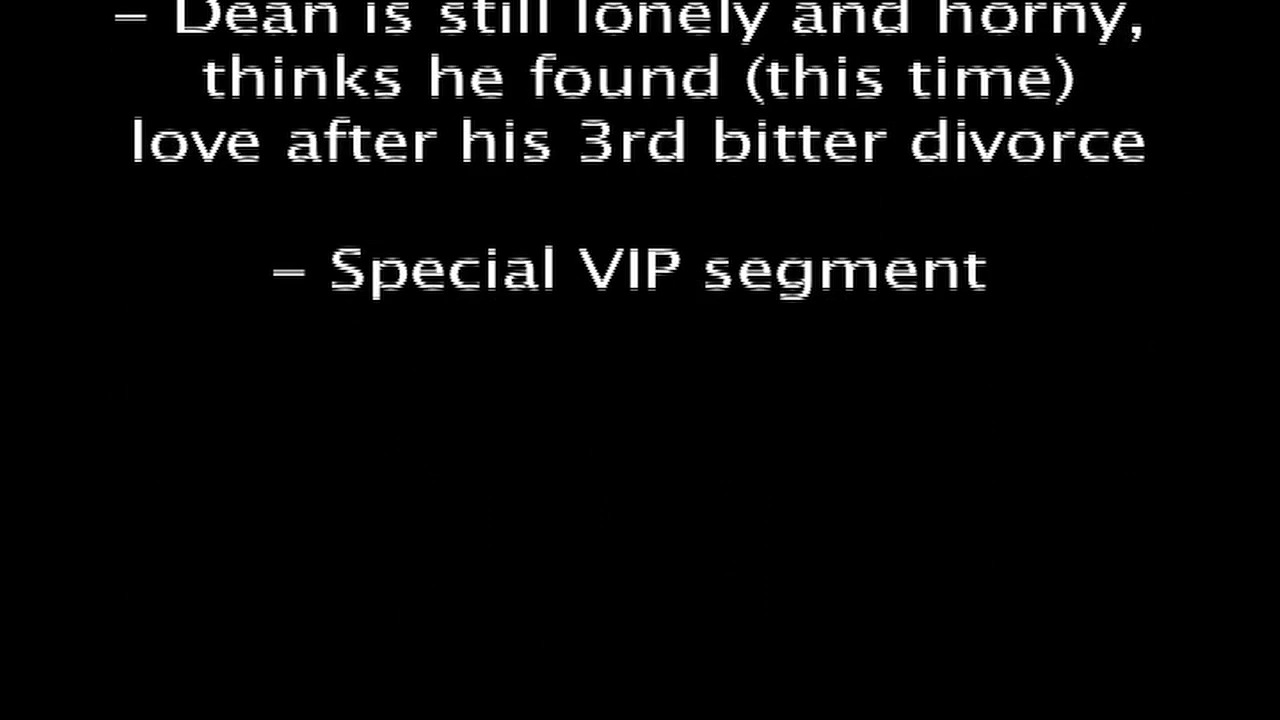 – Dean is still lonely and horny,
thinks he found (this time)
love after his 3rd bitter divorce
– Special VIP segment